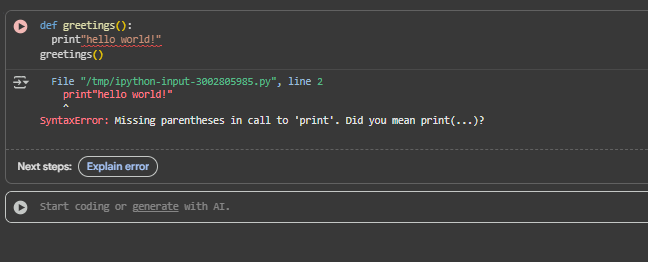 def greetings():
print"hello world!"
greetings()
File "/tmp/ipython-input-3002805985.py", line 2
print"hello world!"
^
SyntaxError: Missing parentheses in call to 'print'. Did you mean print(...)?
Next steps: Explain error
Start coding or generate with AI.